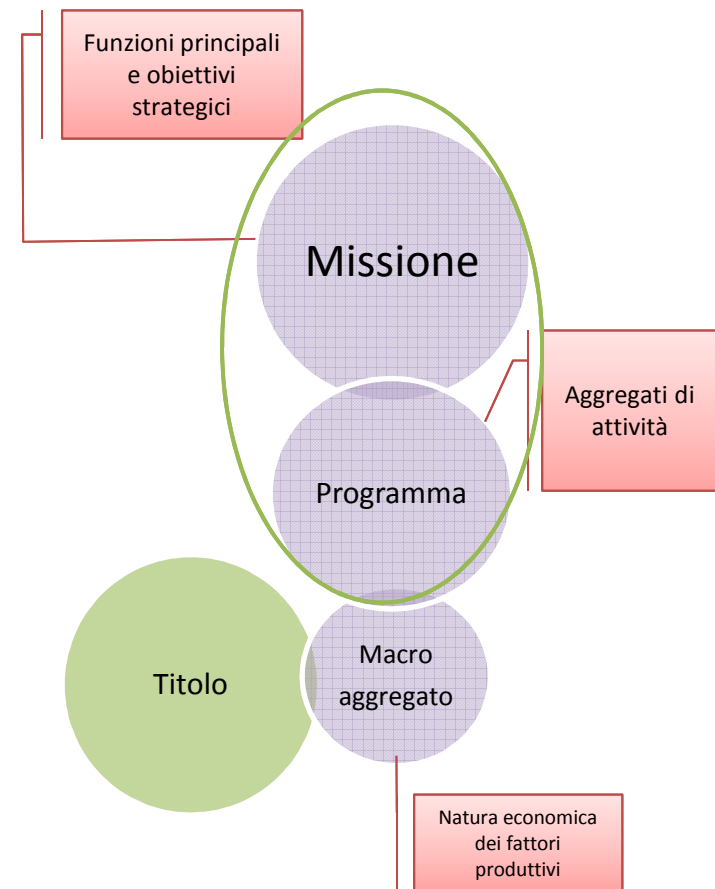 Funzioni principali
e obiettivi
strategici
Missione
Aggregati di
attività
Programma
Titolo
Macro
aggregato
Natura economica
dei fattori
produttivi